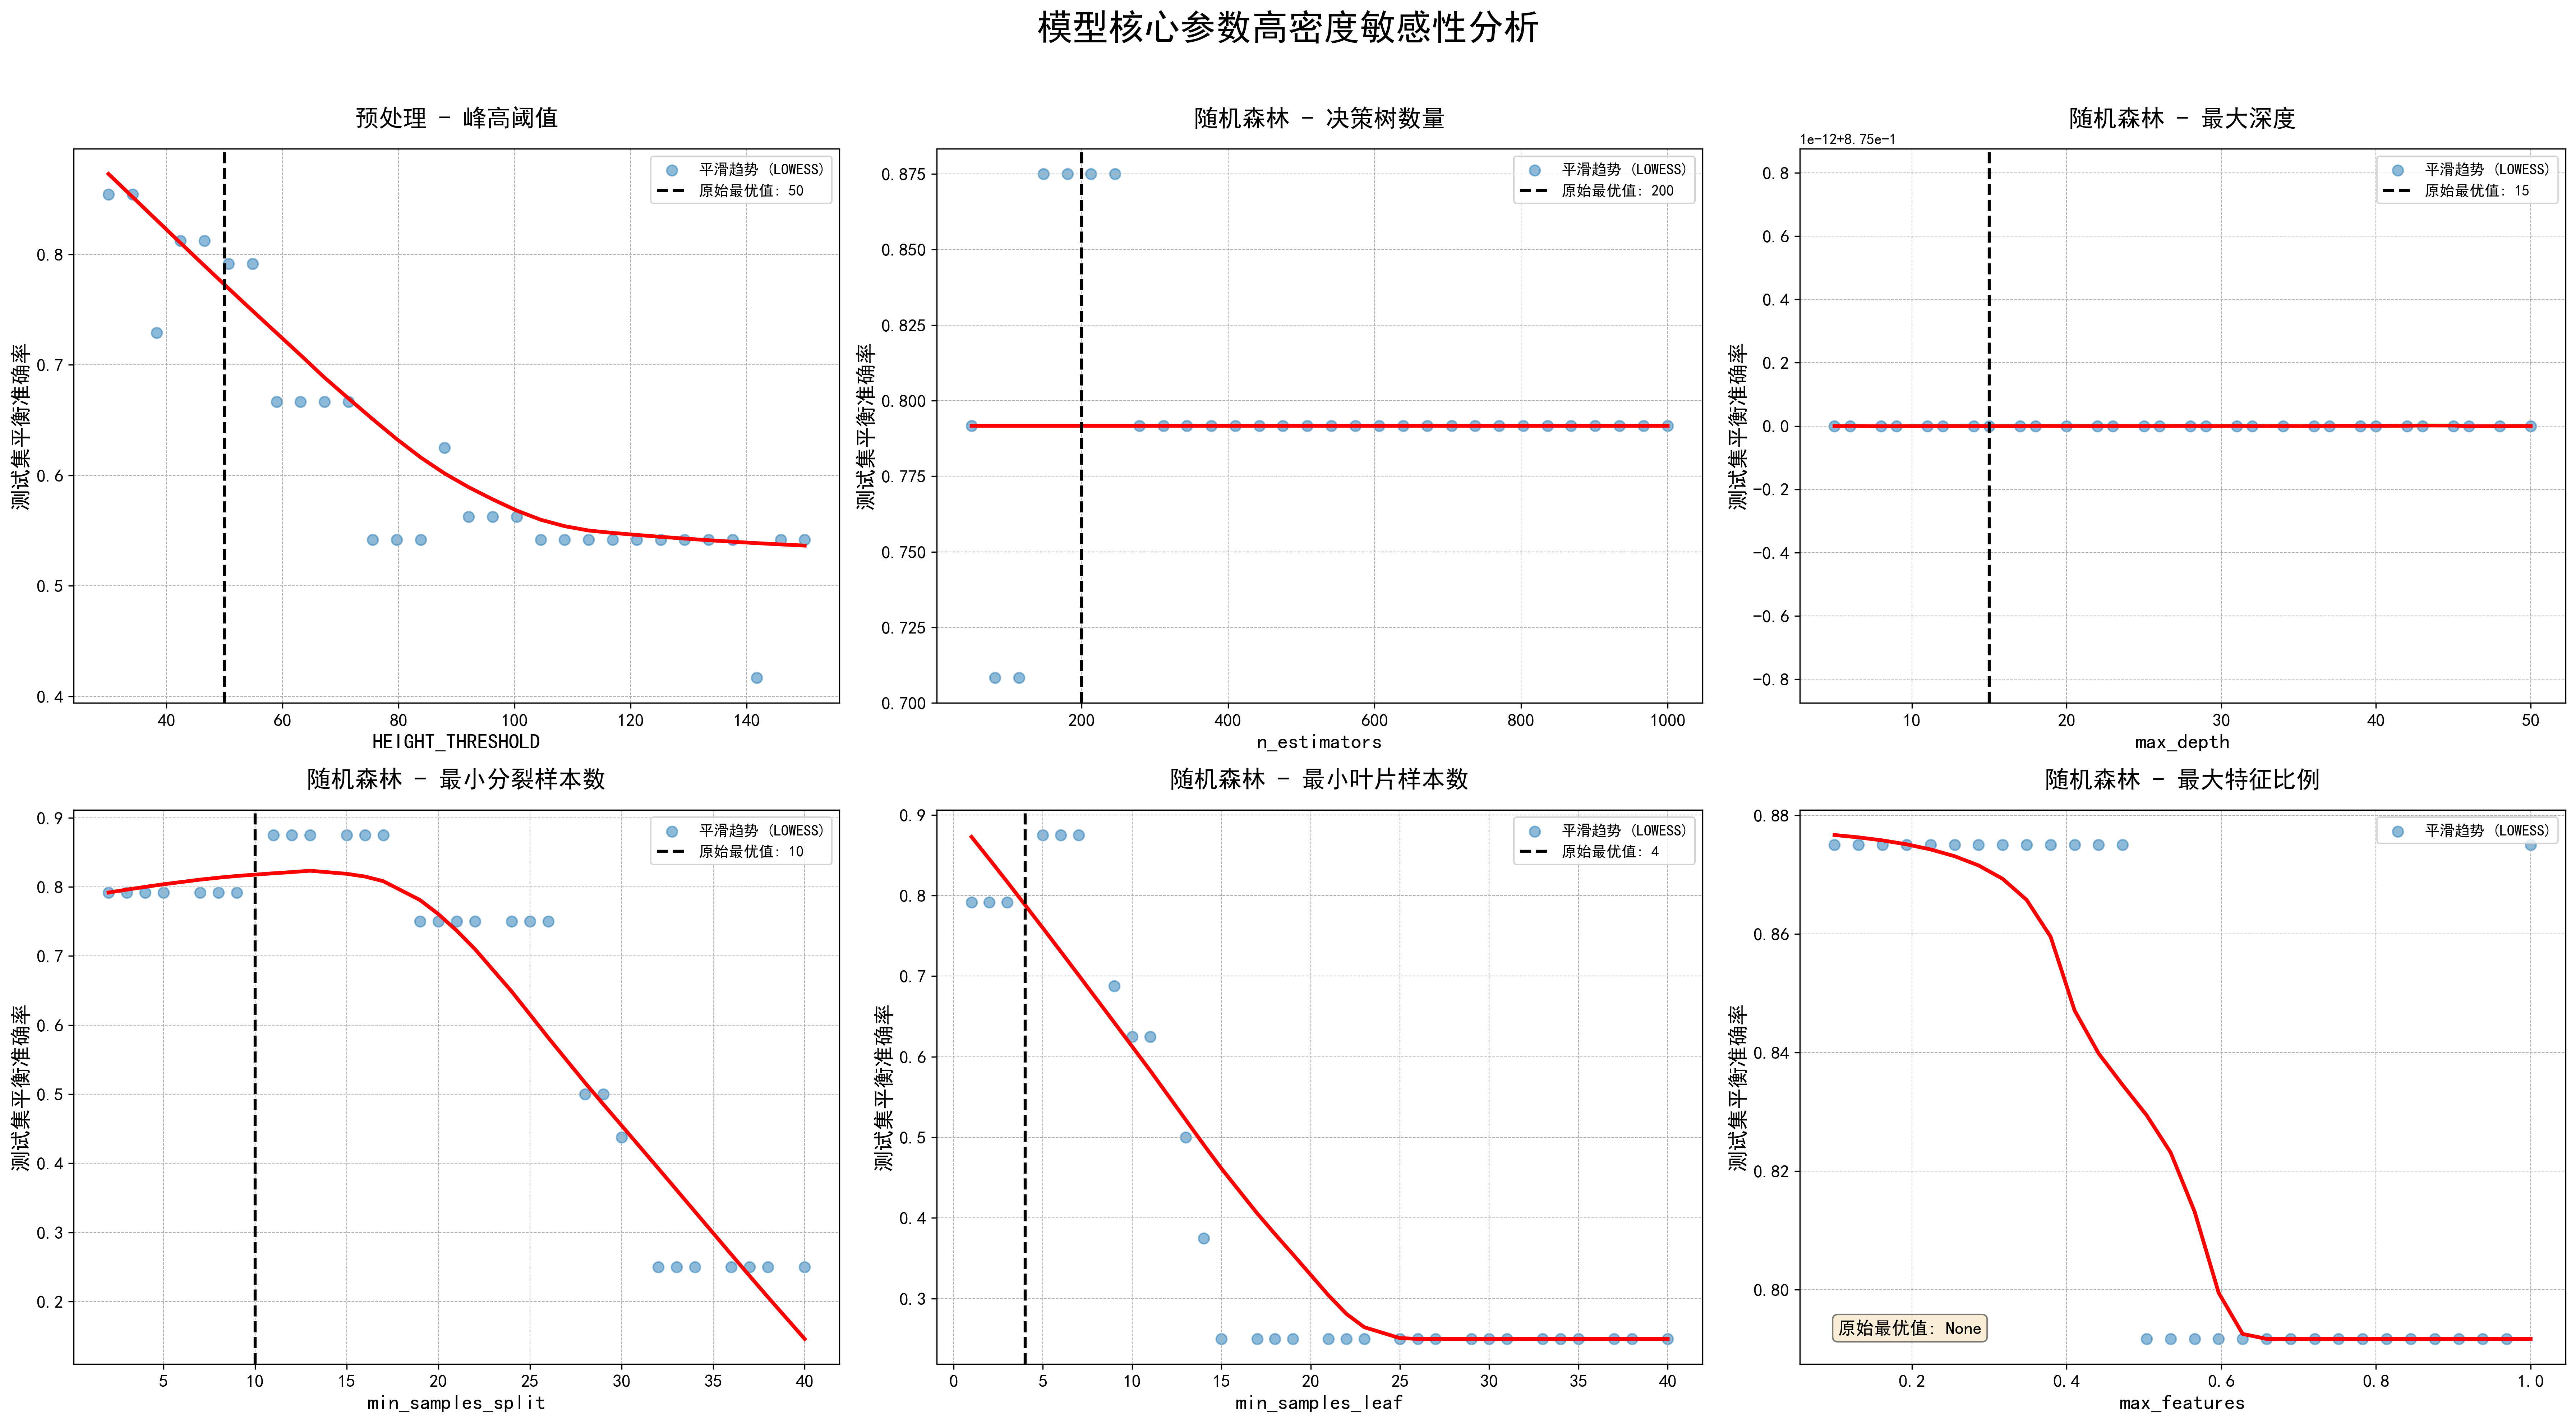 模型核心参数高密度敏感性分析
预处理 - 峰高阈值
测试集平衡准确率
0.8
0.7
0.6
0.5
0.4
平滑趋势 (LOWESS)
原始最优值: 50
40 60 80 100 120 140
HEIGHT_THRESHOLD
随机森林 - 决策树数量
测试集平衡准确率
0.875
0.850
0.825
0.800
0.775
0.750
0.725
0.700
平滑趋势 (LOWESS)
原始最优值: 200
200 400 600 800 1000
n_estimators
随机森林 - 最大深度
1e-12+8.75e-1
测试集平衡准确率
0.8
0.6
0.4
0.2
0.0
-0.2
-0.4
-0.6
-0.8
平滑趋势 (LOWESS)
原始最优值: 15
10 20 30 40 50
max_depth
随机森林 - 最小分裂样本数
测试集平衡准确率
0.9
0.8
0.7
0.6
0.5
0.4
0.3
0.2
平滑趋势 (LOWESS)
原始最优值: 10
5 10 15 20 25 30 35 40
min_samples_split
随机森林 - 最小叶片样本数
测试集平衡准确率
0.9
0.8
0.7
0.6
0.5
0.4
0.3
平滑趋势 (LOWESS)
原始最优值: 4
0 5 10 15 20 25 30 35 40
min_samples_leaf
随机森林 - 最大特征比例
测试集平衡准确率
0.88
0.86
0.84
0.82
0.80
平滑趋势 (LOWESS)
原始最优值: None
0.2 0.4 0.6 0.8 1.0
max_features